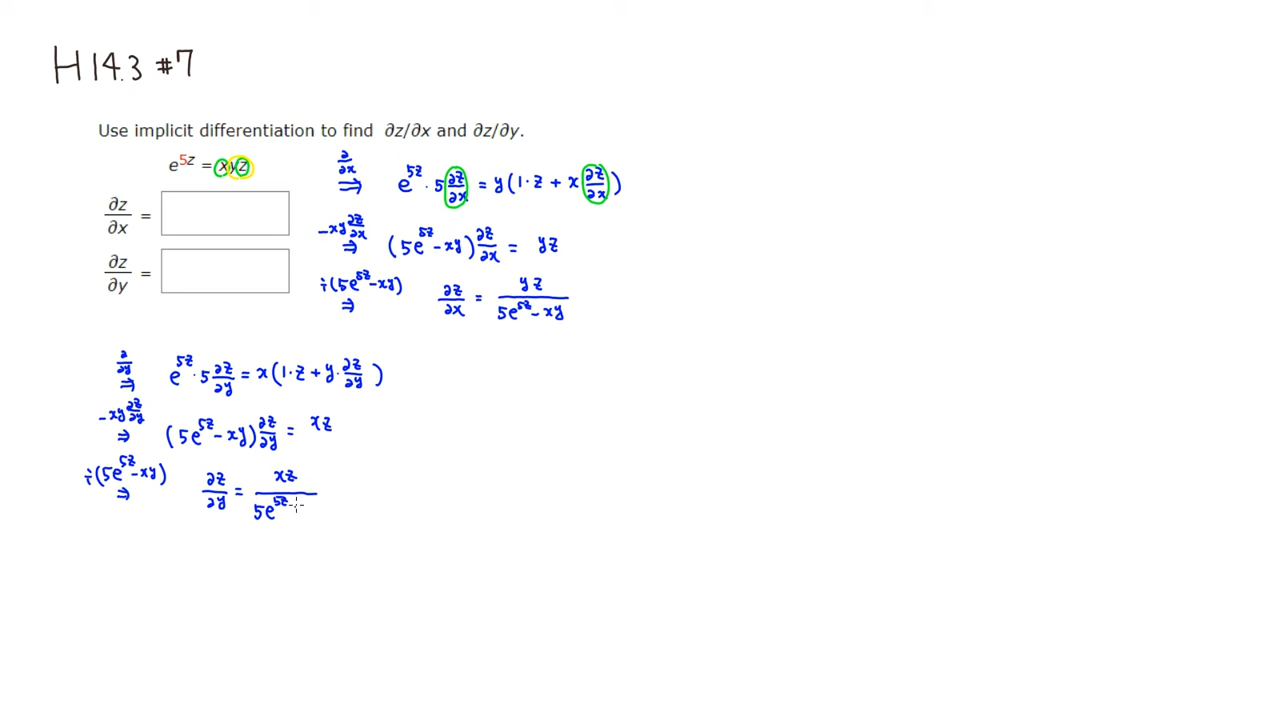 H14.3 #7
Use implicit differentiation to find ∂z/∂x and ∂z/∂y.
e^{5z} = xyz
∂/∂x ⇒ e^{5z} · 5 ∂z/∂x = y(1·z + x ∂z/∂x)
∂z/∂x =
-xy ∂z/∂x ⇒ (5e^{5z} - xy) ∂z/∂x = yz
∂z/∂y =
÷(5e^{5z} - xy) ⇒ ∂z/∂x = yz/(5e^{5z} - xy)
∂/∂y ⇒ e^{5z} · 5 ∂z/∂y = x(1·z + y · ∂z/∂y)
-xy ∂z/∂y ⇒ (5e^{5z} - xy) ∂z/∂y = xz
÷(5e^{5z} - xy) ⇒ ∂z/∂y = xz/(5e^{5z} -